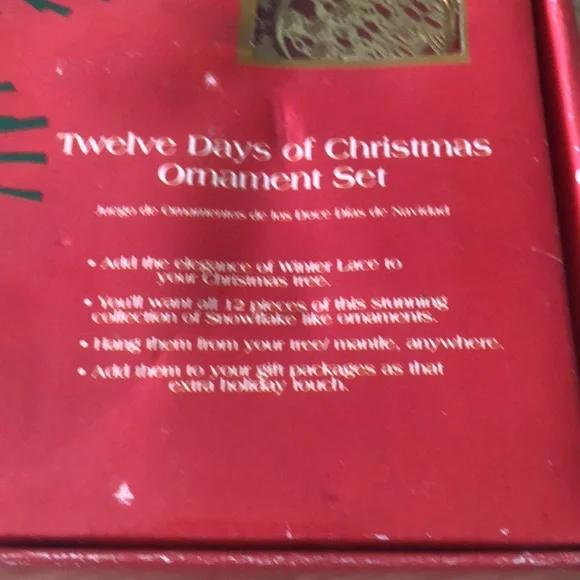 Twelve Days of Christmas
Ornament Set
Juego de Ornamentos de los Doce Días de Navidad
• Add the elegance of Winter Lace to
your Christmas tree.
• You'll want all 12 pieces of this stunning
collection of Snowflake like ornaments.
• Hang them from your tree/ mantle, anywhere.
• Add them to your gift packages as that
extra holiday touch.